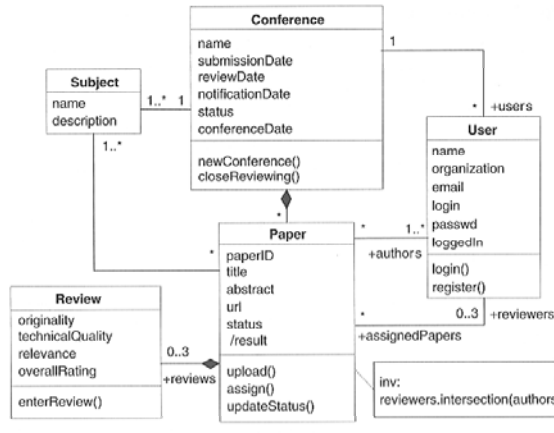 Conference
name
submissionDate
reviewDate
notificationDate
status
conferenceDate
newConference()
closeReviewing()
Subject
name
description
1..*
1
1..*
1
*
+users
User
name
organization
email
login
passwd
loggedIn
login()
register()
*
*
Paper
paperID
title
abstract
url
status
/result
upload()
assign()
updateStatus()
*
1..*
+authors
0..3
+reviewers
*
+assignedPapers
Review
originality
technicalQuality
relevance
overallRating
enterReview()
0..3
+reviews
inv:
reviewers.intersection(authors